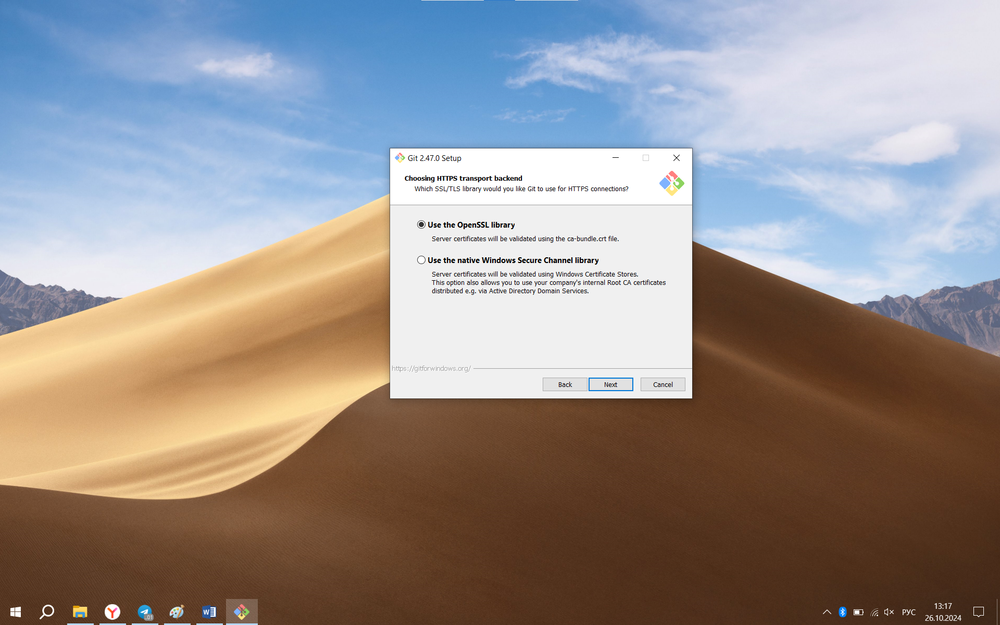 Git 2.47.0 Setup
Choosing HTTPS transport backend
Which SSL/TLS library would you like Git to use for HTTPS connections?
Use the OpenSSL library
Server certificates will be validated using the ca-bundle.crt file.
Use the native Windows Secure Channel library
Server certificates will be validated using Windows Certificate Stores.
This option also allows you to use your company's internal Root CA certificates
distributed e.g. via Active Directory Domain Services.
https://gitforwindows.org/
Back
Next
Cancel
..01
W
РУС
13:17
26.10.2024